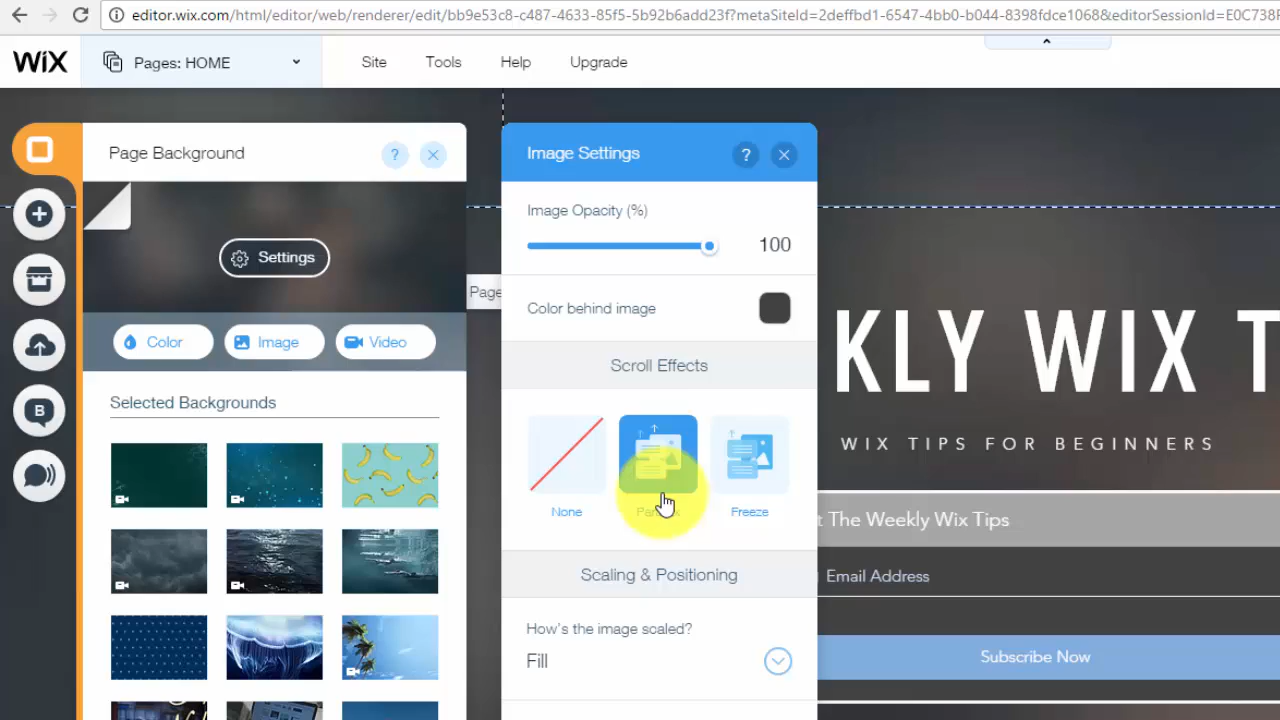 editor.wix.com/html/editor/web/renderer/edit/bb9e53c8-c487-4633-85f5-5b92b6add23f?metaSiteId=2deffbd1-6547-4bb0-b044-8398fdce1068&editorSessionId=E0C738
WiX
Pages: HOME
Site
Tools
Help
Upgrade
Page Background
?
Settings
Color
Image
Video
Selected Backgrounds
B
Page
Image Settings
?
Image Opacity (%)
100
Color behind image
Scroll Effects
None
Freeze
Scaling & Positioning
How's the image scaled?
Fill
KLY WIX T
WIX TIPS FOR BEGINNERS
t The Weekly Wix Tips
Email Address
Subscribe Now